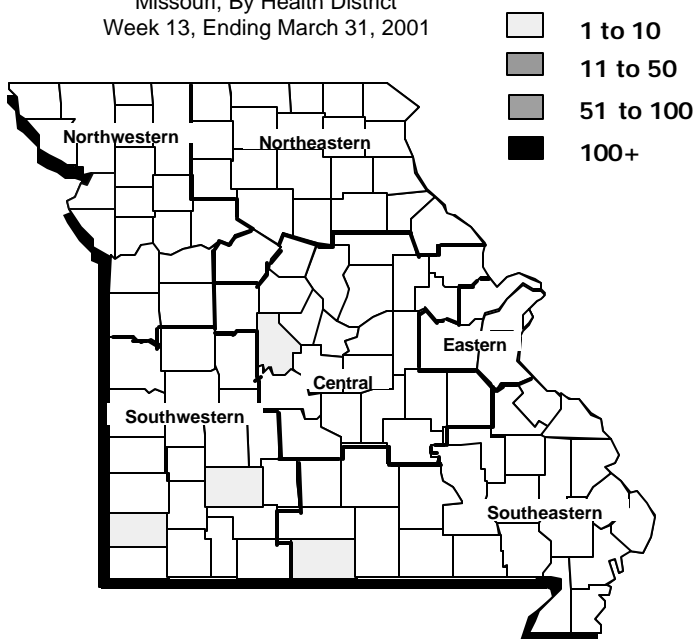 Missouri, By Health District
Week 13, Ending March 31, 2001
1 to 10
11 to 50
51 to 100
100+
Northwestern
Northeastern
Eastern
Central
Southwestern
Southeastern